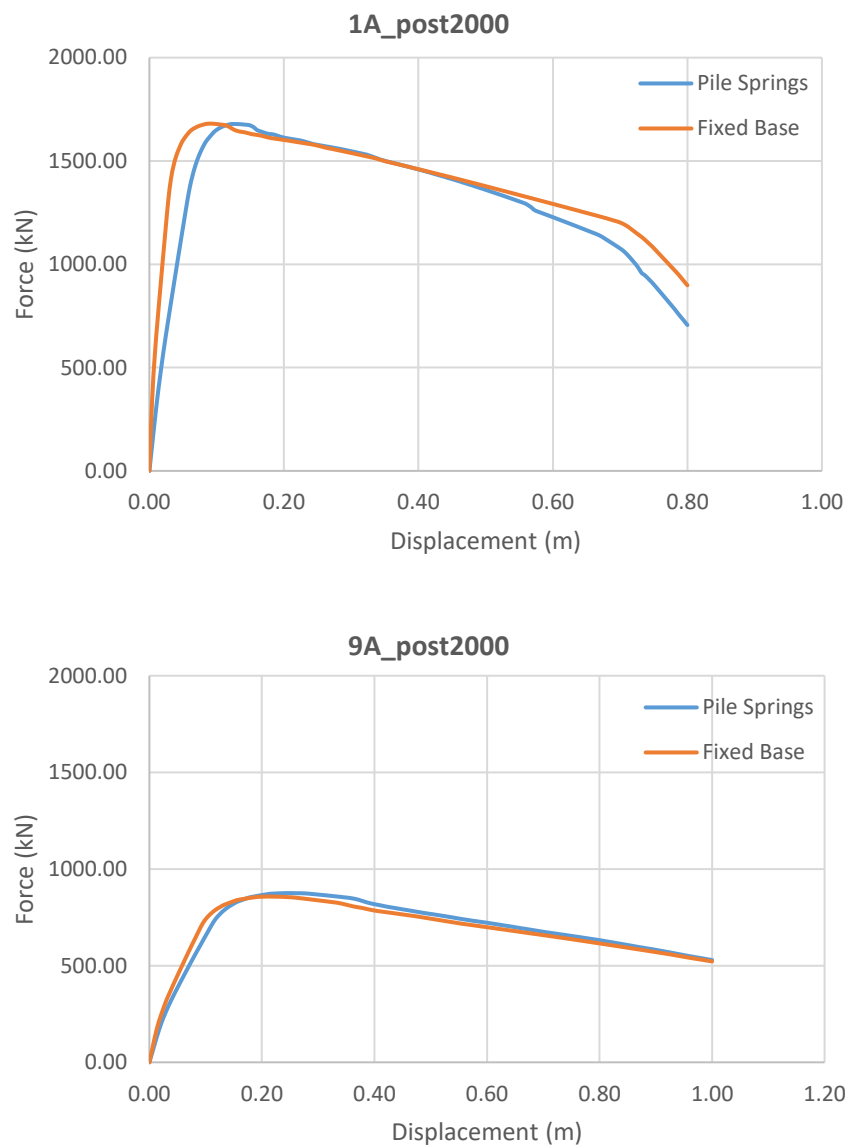 1A_post2000
2000.00
Pile Springs
Fixed Base
1500.00
1000.00
500.00
0.00
Force (kN)
0.00 0.20 0.40 0.60 0.80 1.00
Displacement (m)
9A_post2000
2000.00
Pile Springs
Fixed Base
1500.00
1000.00
500.00
0.00
Force (kN)
0.00 0.20 0.40 0.60 0.80 1.00 1.20
Displacement (m)